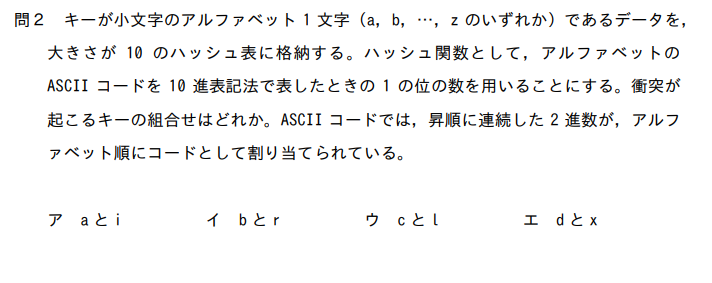 問２　キーが小文字のアルファベット１文字（a，b，…，z のいずれか）であるデータを，
大きさが 10 のハッシュ表に格納する。ハッシュ関数として，アルファベットの
ASCII コードを 10 進表記法で表したときの 1 の位の数を用いることにする。衝突が
起こるキーの組合せはどれか。ASCII コードでは，昇順に連続した 2 進数が，アルフ
ァベット順にコードとして割り当てられている。
ア　a と i　　イ　b と r　　ウ　c と l　　エ　d と x